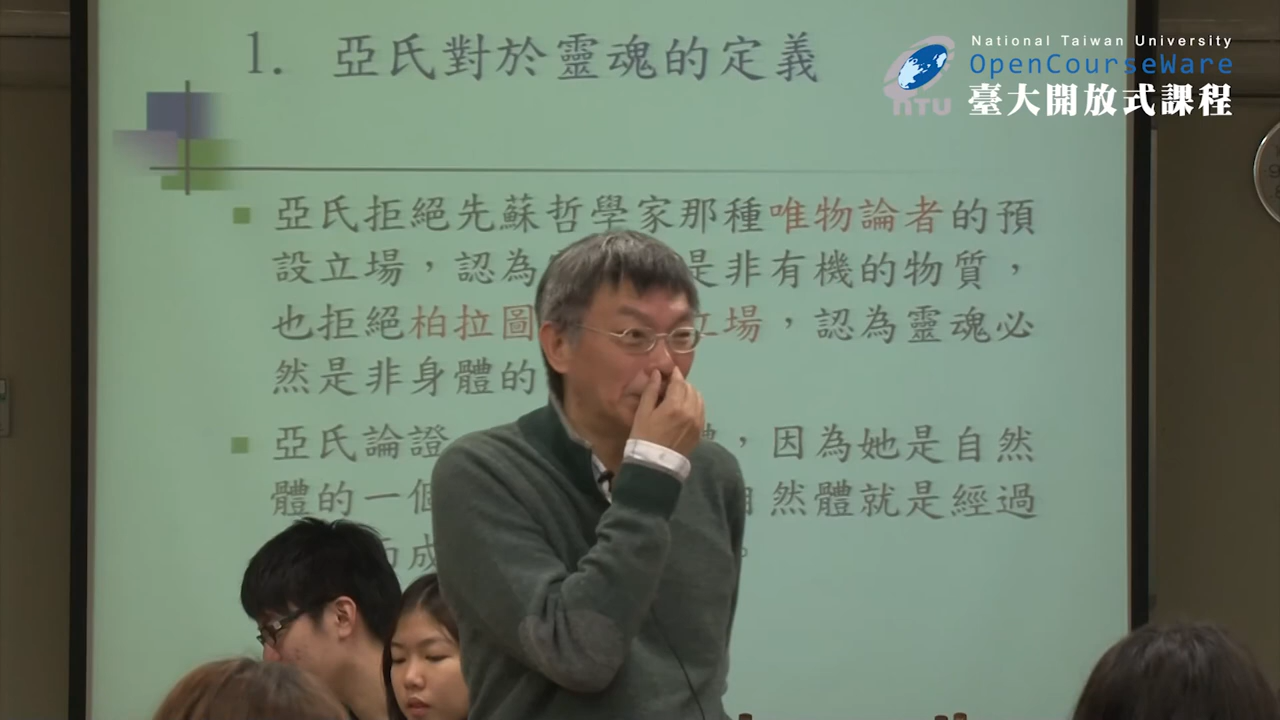 1. 亞氏對於靈魂的定義
National Taiwan University
OpenCourseWare
NTU
臺大開放式課程
亞氏拒絕先蘇哲學家那種唯物論者的預
設立場，認為 是非有機的物質，
也拒絕柏拉圖 立場，認為靈魂必
然是非身體的
亞氏論證 ，因為她是自然
體的一個 自然體就是經過
而成 。